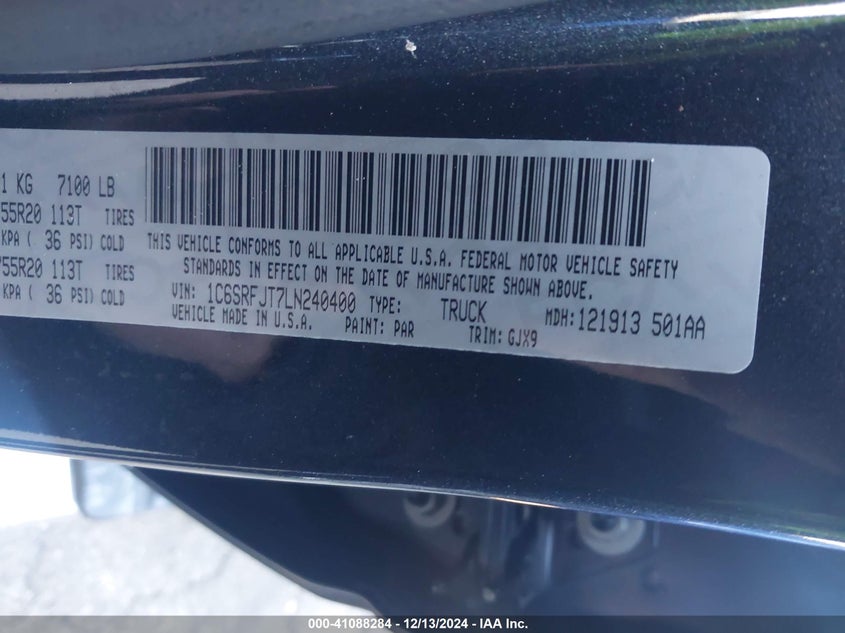 1 KG 7100 LB
55R20 113T TIRES
KPA ( 36 PSI) COLD
55R20 113T TIRES
KPA ( 36 PSI) COLD
THIS VEHICLE CONFORMS TO ALL APPLICABLE U.S.A. FEDERAL MOTOR VEHICLE SAFETY
STANDARDS IN EFFECT ON THE DATE OF MANUFACTURE SHOWN ABOVE.
VIN: 1C6SRFJT7LN240400 TYPE: TRUCK MDH:121913 501AA
VEHICLE MADE IN U.S.A. PAINT: PAR TRIM: GJX9
000-41088284 - 12/13/2024 - IAA Inc.